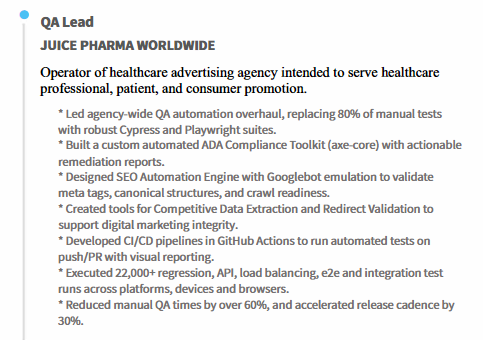 QA Lead
JUICE PHARMA WORLDWIDE
Operator of healthcare advertising agency intended to serve healthcare
professional, patient, and consumer promotion.
* Led agency-wide QA automation overhaul, replacing 80% of manual tests
with robust Cypress and Playwright suites.
* Built a custom automated ADA Compliance Toolkit (axe-core) with actionable
remediation reports.
* Designed SEO Automation Engine with Googlebot emulation to validate
meta tags, canonical structures, and crawl readiness.
* Created tools for Competitive Data Extraction and Redirect Validation to
support digital marketing integrity.
* Developed CI/CD pipelines in GitHub Actions to run automated tests on
push/PR with visual reporting.
* Executed 22,000+ regression, API, load balancing, e2e and integration test
runs across platforms, devices and browsers.
* Reduced manual QA times by over 60%, and accelerated release cadence by
30%.